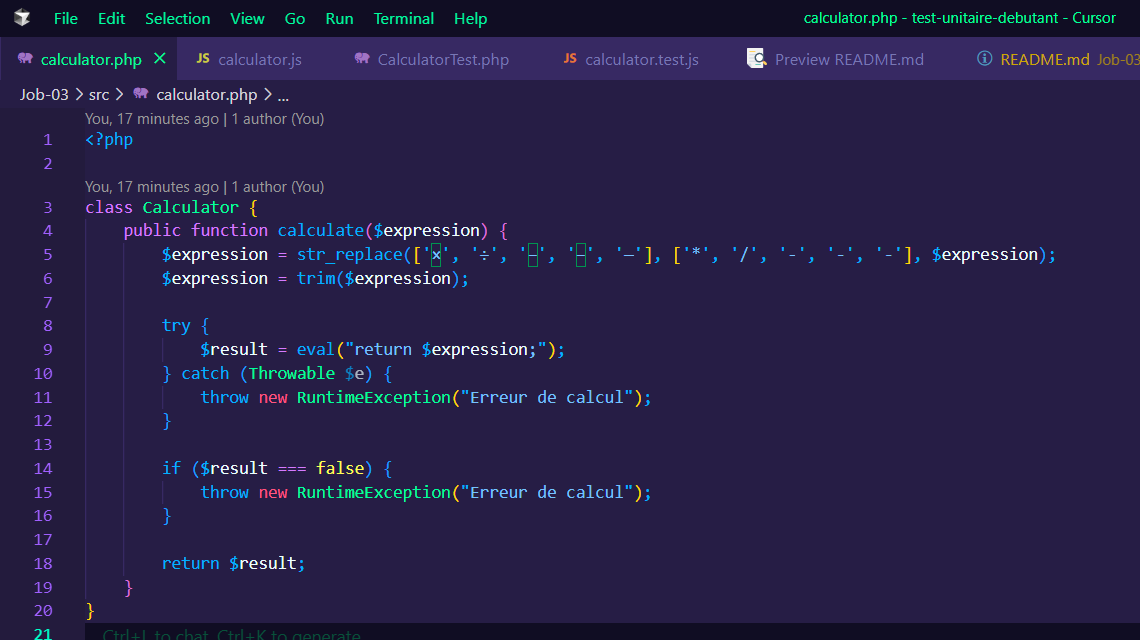 File Edit Selection View Go Run Terminal Help calculator.php - test-unitaire-debutant - Cursor
calculator.php JS calculator.js CalculatorTest.php JS calculator.test.js Preview README.md README.md Job-03
Job-03 > src > calculator.php > ...
You, 17 minutes ago | 1 author (You)
1 <?php
2
You, 17 minutes ago | 1 author (You)
3 class Calculator {
4 public function calculate($expression) {
5 $expression = str_replace(['×', '÷', '–', '−', '—'], ['*', '/', '-', '-', '-'], $expression);
6 $expression = trim($expression);
7
8 try {
9 $result = eval("return $expression;");
10 } catch (Throwable $e) {
11 throw new RuntimeException("Erreur de calcul");
12 }
13
14 if ($result === false) {
15 throw new RuntimeException("Erreur de calcul");
16 }
17
18 return $result;
19 }
20 }
21 Ctrl+L to chat, Ctrl+K to generate